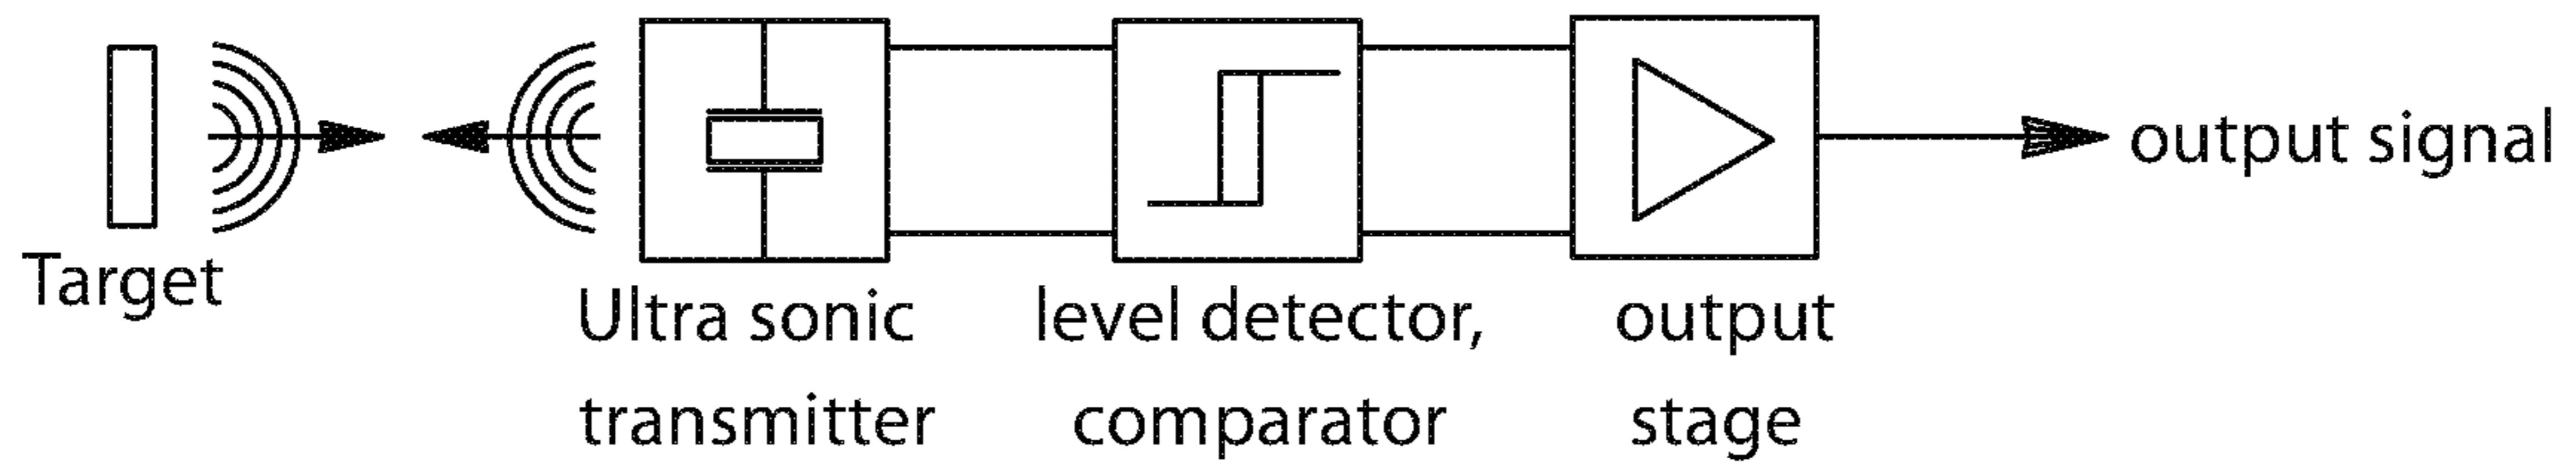 output signal
Target
Ultra sonic
transmitter
level detector,
comparator
output
stage